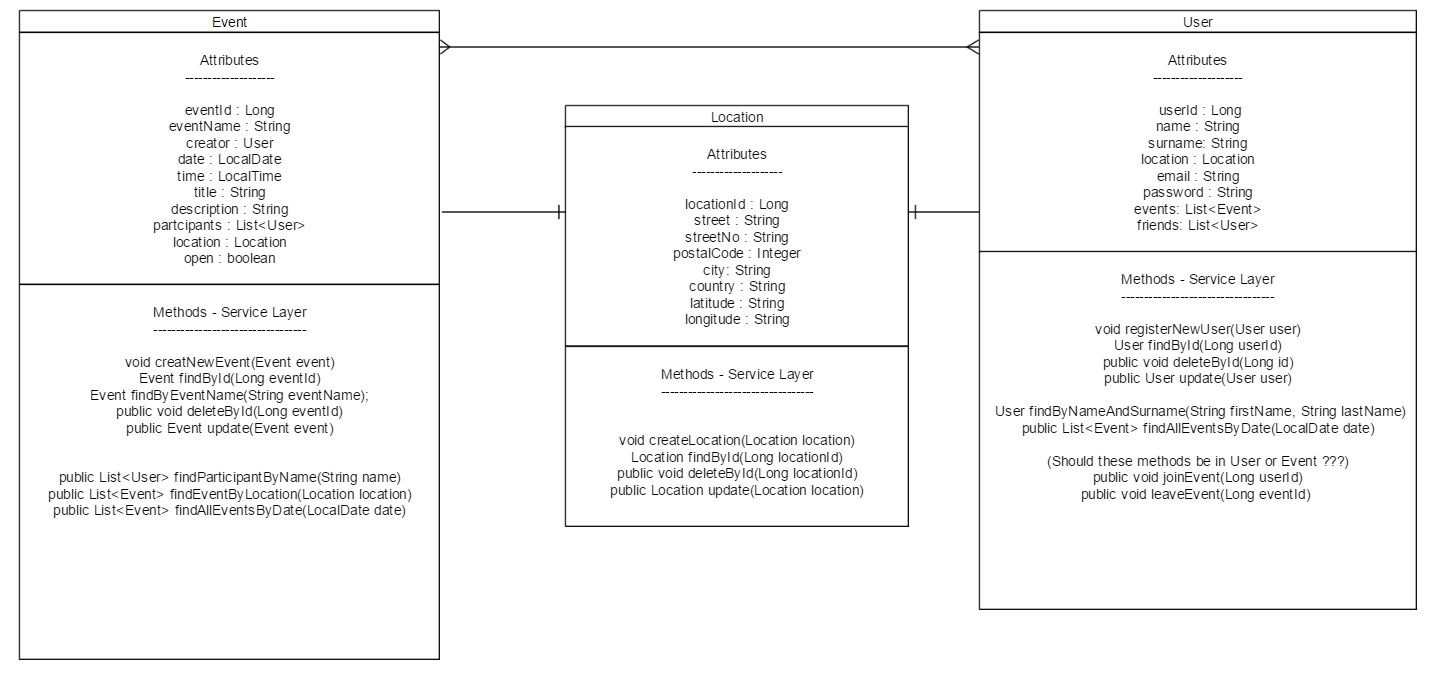 Event
Attributes
--------------------
eventId : Long
eventName : String
creator : User
date : LocalDate
time : LocalTime
title : String
description : String
partcipants : List<User>
location : Location
open : boolean
Methods - Service Layer
----------------------------------
void creatNewEvent(Event event)
Event findById(Long eventId)
Event findByEventName(String eventName);
public void deleteById(Long eventId)
public Event update(Event event)
public List<User> findParticipantByName(String name)
public List<Event> findEventByLocation(Location location)
public List<Event> findAllEventsByDate(LocalDate date)
Location
Attributes
--------------------
locationId : Long
street : String
streetNo : String
postalCode : Integer
city: String
country : String
latitude : String
longitude : String
Methods - Service Layer
----------------------------------
void createLocation(Location location)
Location findById(Long locationId)
public void deleteById(Long locationId)
public Location update(Location location)
User
Attributes
--------------------
userId : Long
name : String
surname: String
location : Location
email : String
password : String
events: List<Event>
friends: List<User>
Methods - Service Layer
----------------------------------
void registerNewUser(User user)
User findById(Long userId)
public void deleteById(Long id)
public User update(User user)
User findByNameAndSurname(String firstName, String lastName)
public List<Event> findAllEventsByDate(LocalDate date)
(Should these methods be in User or Event ???)
public void joinEvent(Long userId)
public void leaveEvent(Long eventId)